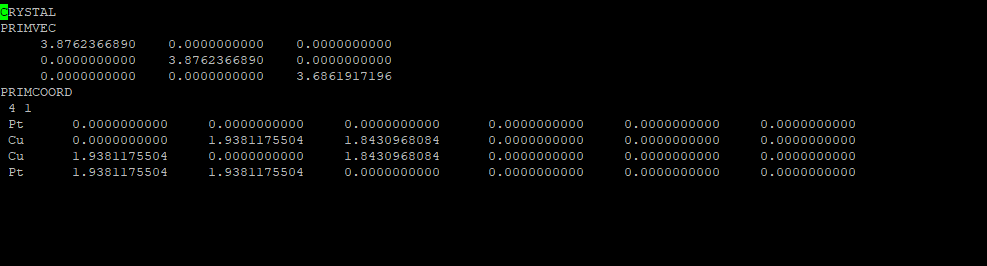 CRYSTAL
PRIMVEC
3.8762366890 0.0000000000 0.0000000000
0.0000000000 3.8762366890 0.0000000000
0.0000000000 0.0000000000 3.6861917196
PRIMCOORD
4 1
Pt 0.0000000000 0.0000000000 0.0000000000 0.0000000000 0.0000000000 0.0000000000
Cu 0.0000000000 1.9381175504 1.8430968084 0.0000000000 0.0000000000 0.0000000000
Cu 1.9381175504 0.0000000000 1.8430968084 0.0000000000 0.0000000000 0.0000000000
Pt 1.9381175504 1.9381175504 0.0000000000 0.0000000000 0.0000000000 0.0000000000